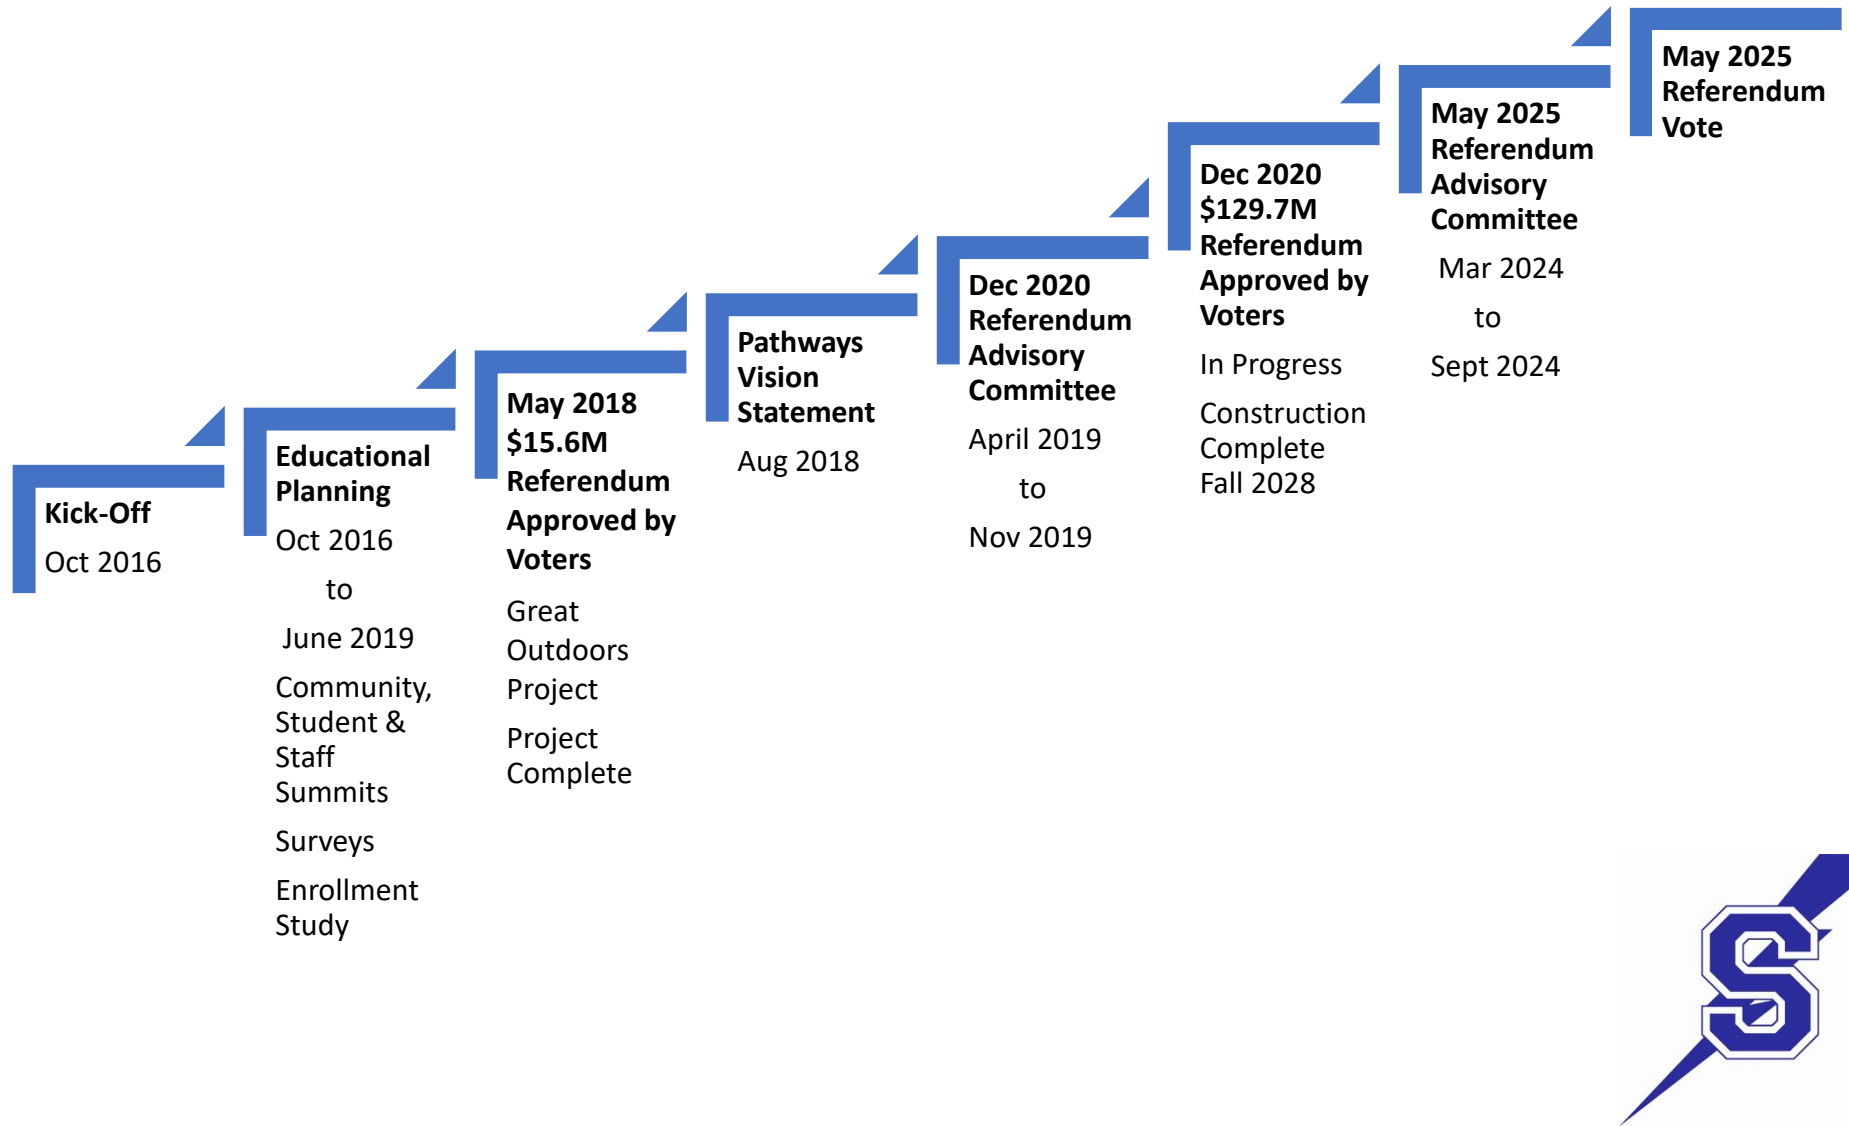 Kick-Off
Oct 2016
Educational
Planning
Oct 2016
to
June 2019
Community,
Student &
Staff
Summits
Surveys
Enrollment
Study
May 2018
$15.6M
Referendum
Approved by
Voters
Great
Outdoors
Project
Project
Complete
Pathways
Vision
Statement
Aug 2018
Dec 2020
Referendum
Advisory
Committee
April 2019
to
Nov 2019
Dec 2020
$129.7M
Referendum
Approved by
Voters
In Progress
Construction
Complete
Fall 2028
May 2025
Referendum
Advisory
Committee
Mar 2024
to
Sept 2024
May 2025
Referendum
Vote
S